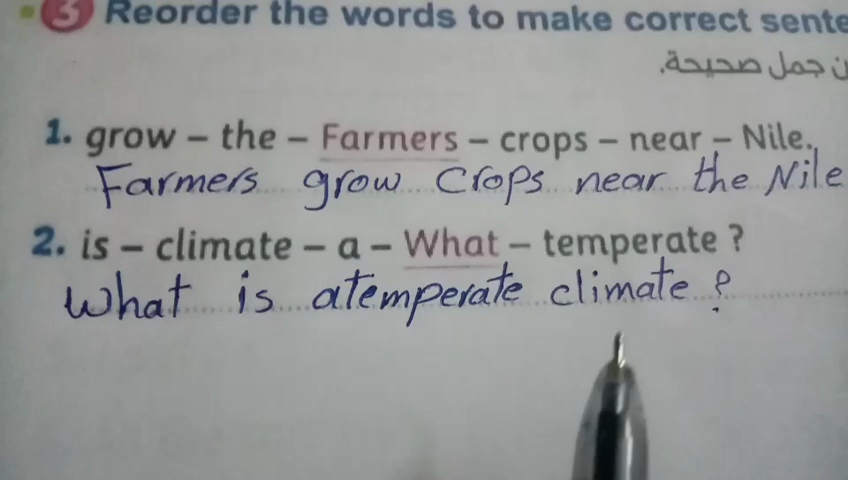 3 Reorder the words to make correct sente
ن جمل صحيحة.
1. grow – the – Farmers – crops – near – Nile.
Farmers grow Crops near the Nile
2. is – climate – a – What – temperate ?
What is atemperate climate ?